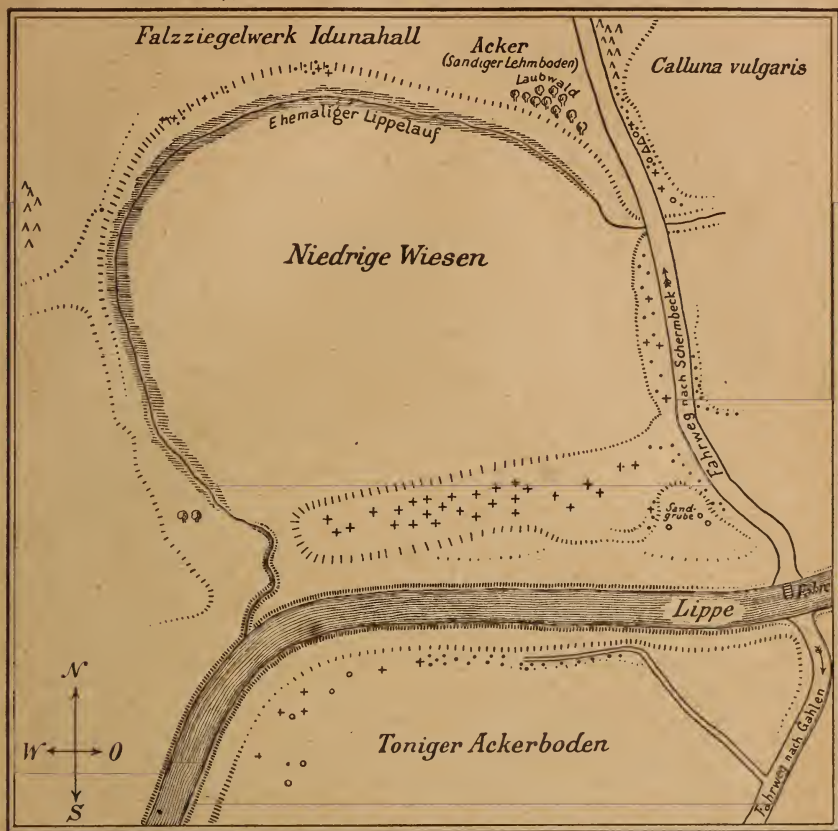 Falzziegelwerk Idunahall
Acker
(Sandiger Lehmboden)
Laubwald
Calluna vulgaris
Ehemaliger Lippelauf
Niedrige Wiesen
Fahrweg nach Schermbeck
Sand-
grube
Lippe
N
W O
S
Toniger Ackerboden
Fahrweg nach Gahlen